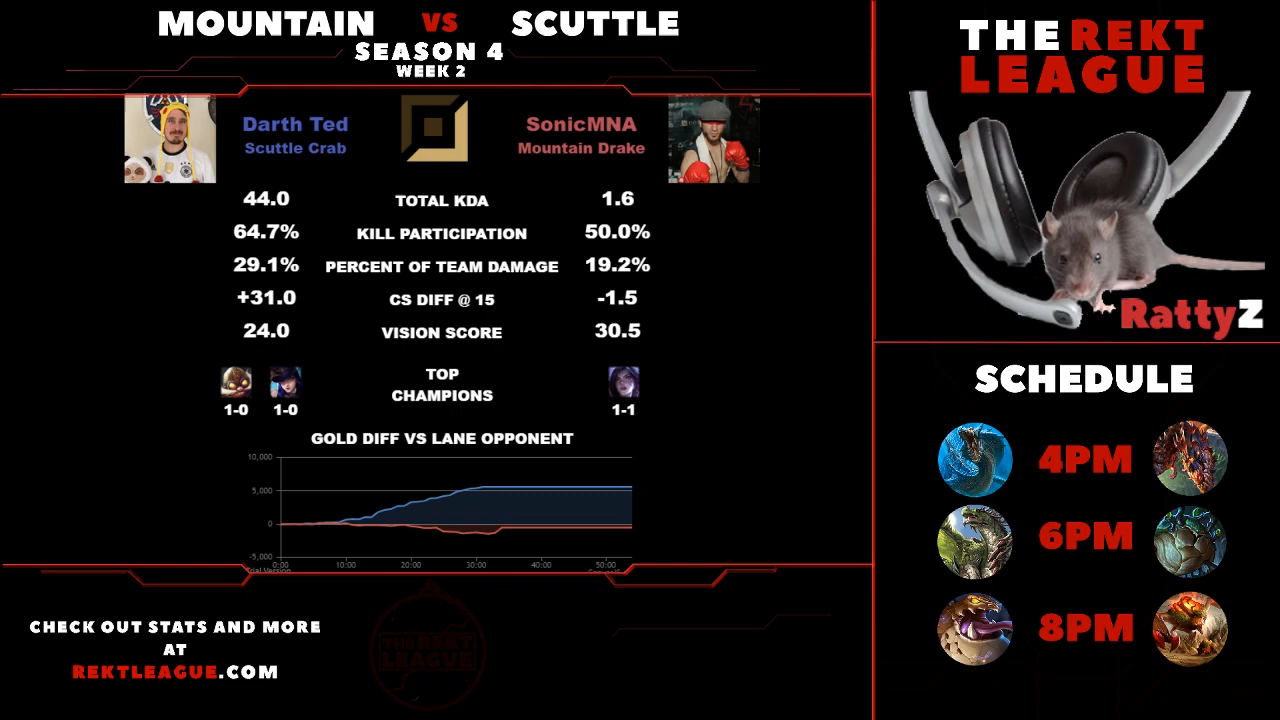 MOUNTAIN VS SCUTTLE
SEASON 4
WEEK 2
Darth Ted
Scuttle Crab
SonicMNA
Mountain Drake
44.0 TOTAL KDA 1.6
64.7% KILL PARTICIPATION 50.0%
29.1% PERCENT OF TEAM DAMAGE 19.2%
+31.0 CS DIFF @ 15 -1.5
24.0 VISION SCORE 30.5
TOP
CHAMPIONS
1-0 1-0 1-1
GOLD DIFF VS LANE OPPONENT
10,000
5,000
0
-5,000
0:00 10:00 20:00 30:00 40:00 50:00
Trial Version
CHECK OUT STATS AND MORE
AT
REKTLEAGUE.COM
THE REKT
LEAGUE
THE REKT
LEAGUE
RattyZ
SCHEDULE
4PM
6PM
8PM